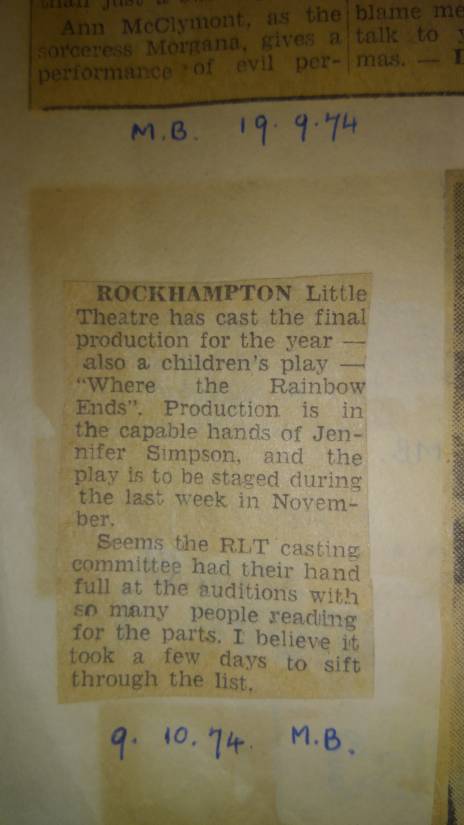 than just a
Ann McClymont, as the
sorceress Morgana, gives a
performance of evil per-
blame me
talk to
mas. —
M.B. 19.9.74
ROCKHAMPTON Little
Theatre has cast the final
production for the year —
also a children's play —
"Where the Rainbow
Ends". Production is in
the capable hands of Jen-
nifer Simpson, and the
play is to be staged during
the last week in Novem-
ber.
Seems the RLT casting
committee had their hand
full at the auditions with
so many people reading
for the parts. I believe it
took a few days to sift
through the list.
9.10.74. M.B.